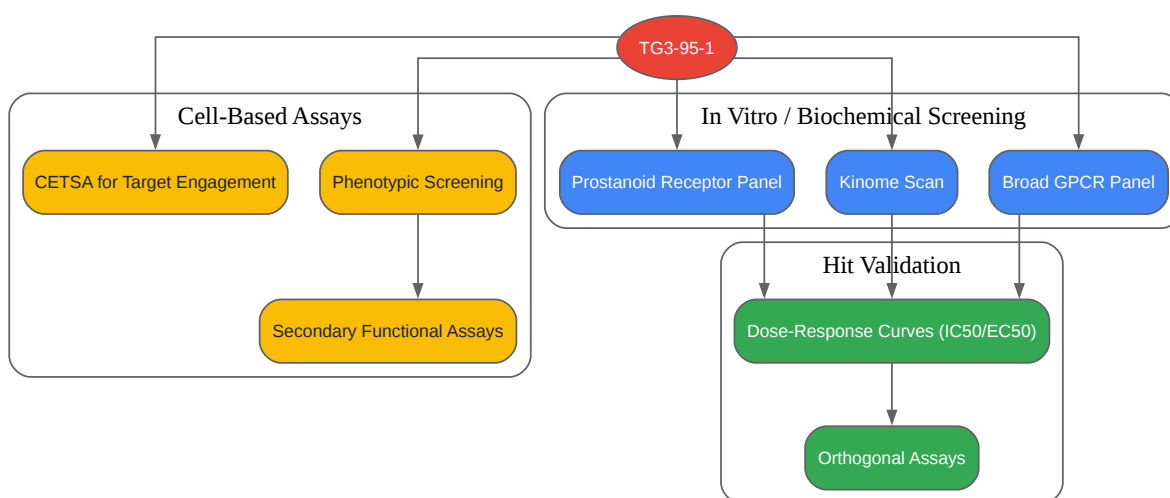 TG3-95-1
Cell-Based Assays
In Vitro / Biochemical Screening
CETSA for Target Engagement
Phenotypic Screening
Prostanoid Receptor Panel
Kinome Scan
Broad GPCR Panel
Hit Validation
Secondary Functional Assays
Dose-Response Curves (IC50/EC50)
Orthogonal Assays